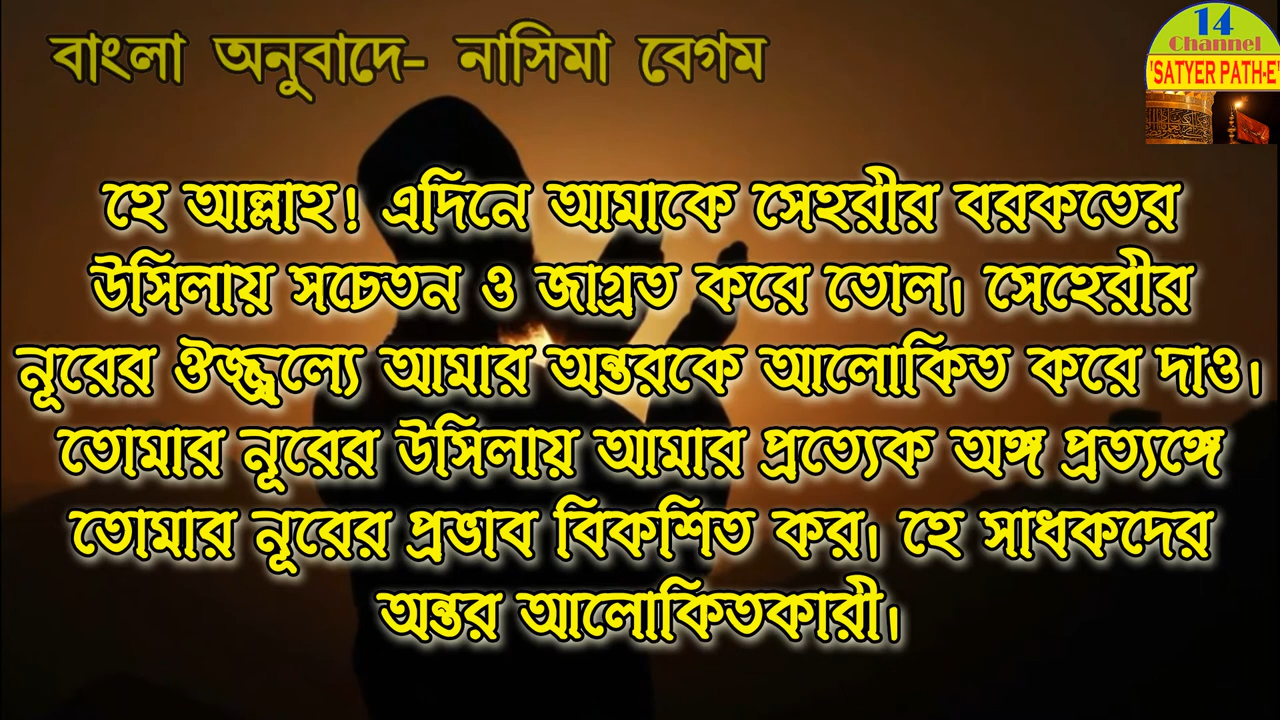 বাংলা অনুবাদে- নাসিমা বেগম
14
Channel
'SATYER PATH-E'
হে আল্লাহ! এদিনে আমাকে সেহরীর বরকতের
উসিলায় সচেতন ও জাগ্রত করে তোল। সেহেরীর
নূরের ঔজ্জ্বল্যে আমার অন্তরকে আলোকিত করে দাও।
তোমার নূরের উসিলায় আমার প্রত্যেক অঙ্গ প্রত্যঙ্গে
তোমার নূরের প্রভাব বিকশিত কর। হে সাধকদের
অন্তর আলোকিতকারী।